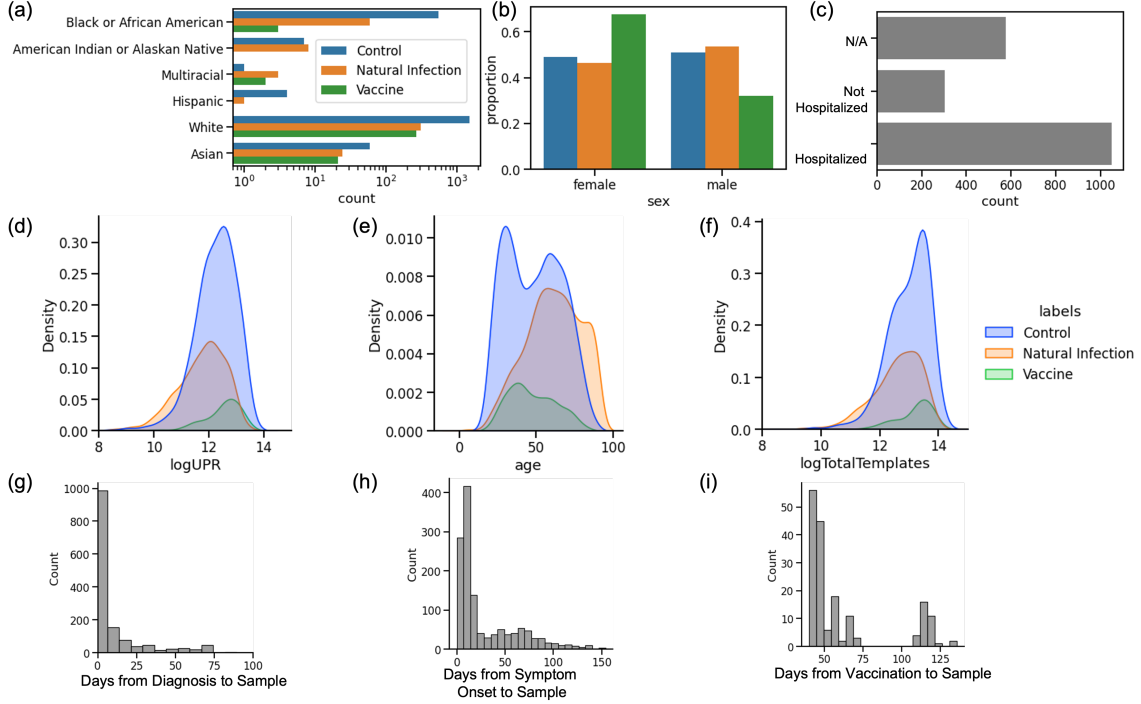 (a)
Black or African American
American Indian or Alaskan Native
Multiracial
Hispanic
White
Asian
Control
Natural Infection
Vaccine
10^0
10^1
10^2
10^3
count
(b)
proportion
0.6
0.4
0.2
0.0
female
male
sex
(c)
N/A
Not
Hospitalized
Hospitalized
0
200
400
600
800
1000
count
(d)
Density
0.30
0.25
0.20
0.15
0.10
0.05
0.00
8
10
12
14
logUPR
(e)
Density
0.010
0.008
0.006
0.004
0.002
0.000
0
50
100
age
(f)
Density
0.4
0.3
0.2
0.1
0.0
8
10
12
14
logTotalTemplates
labels
Control
Natural Infection
Vaccine
(g)
Count
1000
800
600
400
200
0
0
25
50
75
100
Days from Diagnosis to Sample
(h)
Count
400
300
200
100
0
0
50
100
150
Days from Symptom
Onset to Sample
(i)
Count
50
40
30
20
10
0
50
75
100
125
Days from Vaccination to Sample